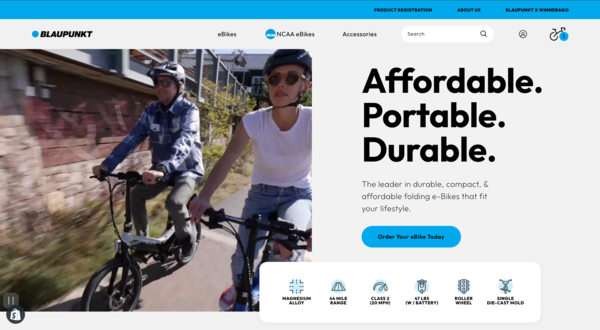 PRODUCT REGISTRATION ABOUT US BLAUPUNKT X WINNEBAGO
BLAUPUNKT eBikes NCAA NCAA eBikes Accessories Search
Affordable.
Portable.
Durable.
The leader in durable, compact, &
affordable folding e-Bikes that fit
your lifestyle.
Order Your eBike Today
MAGNESIUM
ALLOY
44 MILE
RANGE
CLASS 2
(20 MPH)
47 LBS
(W / BATTERY)
ROLLER
WHEEL
SINGLE
DIE-CAST MOLD